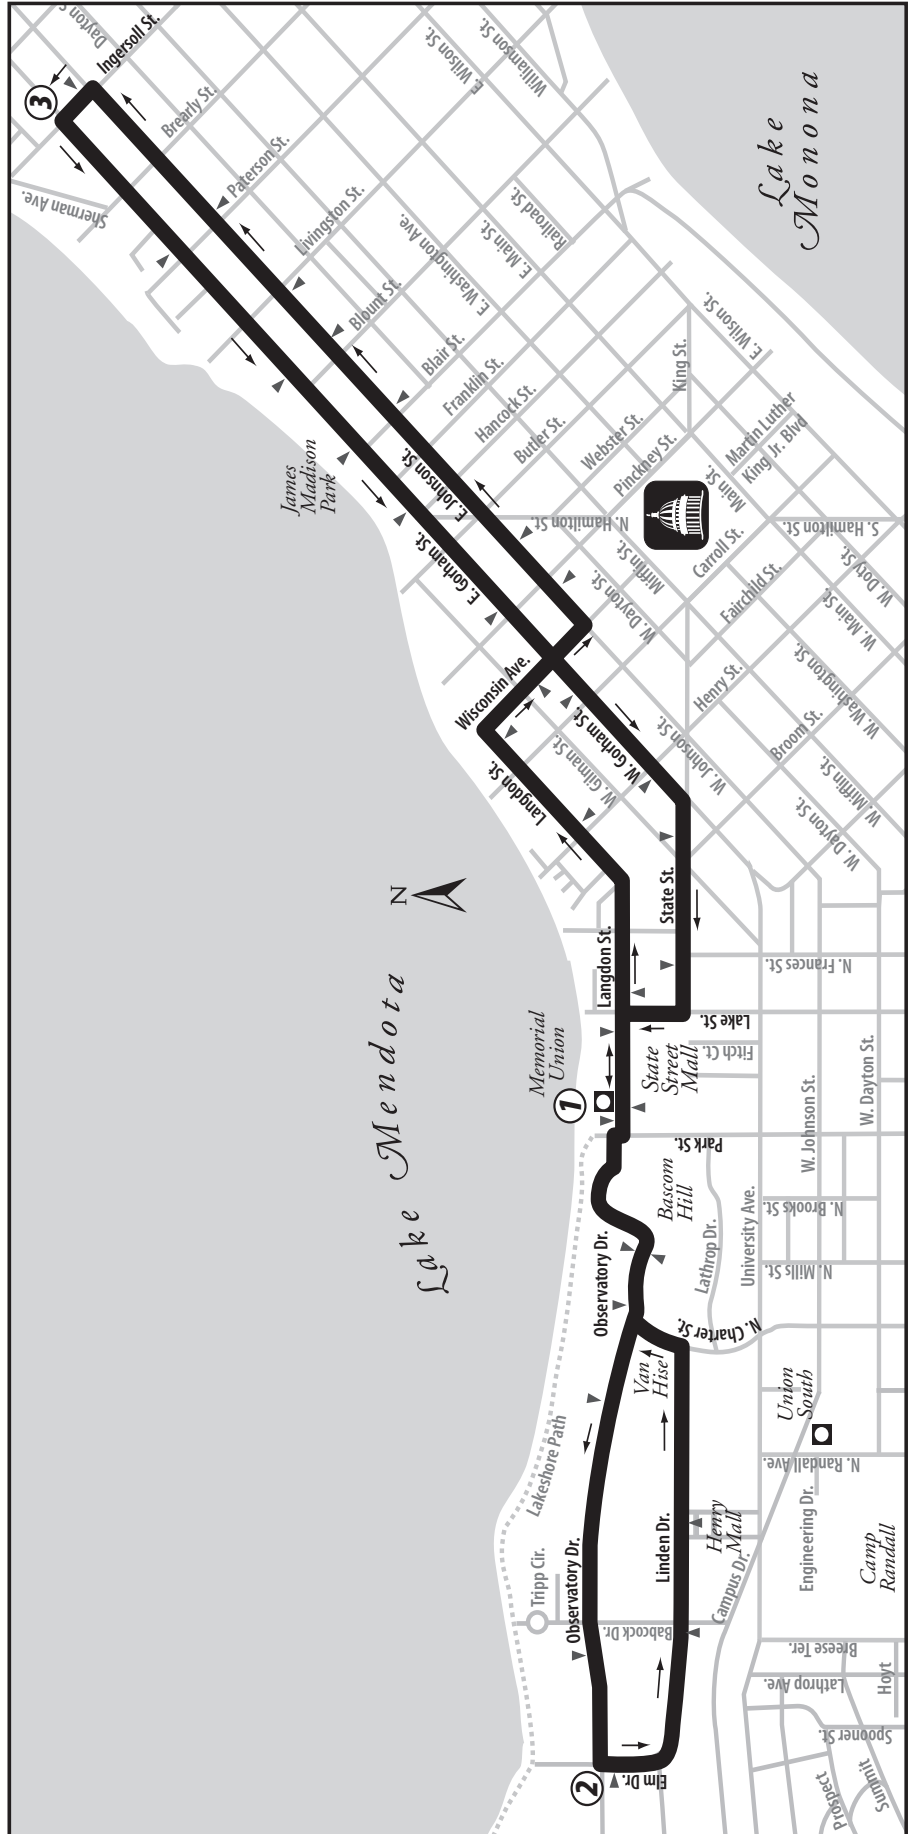 3
Dayton S
Ingersoll St.
Brearly St.
Sherman Ave.
Paterson St.
Livingston St.
Blount St.
Blair St.
Franklin St.
Hancock St.
Butler St.
Webster St.
Pinckney St.
E. Wilson St.
Williamson St.
Railroad St.
E. Main St.
E. Washington Ave.
Lake
Monona
King St.
E. Wilson St.
Martin Luther
King Jr. Blvd
Main St.
N. Hamilton St.
S. Hamilton St.
James
Madison
Park
E. Johnson St.
E. Gorham St.
Mifflin St.
W. Dayton St.
Carroll St.
Fairchild St.
W. Doty St.
W. Main St.
W. Washington St.
Henry St.
Broom St.
Wisconsin Ave.
Langdon St.
W. Gilman St.
W. Gorham St.
W. Johnson St.
W. Mifflin St.
W. Dayton St.
N
Lake Mendota
State St.
Langdon St.
N. Frances St.
Lake St.
Fitch Ct.
Memorial
Union
1
State
Street
Mall
Park St.
W. Johnson St.
W. Dayton St.
Bascom
Hill
Lathrop Dr.
University Ave.
N. Brooks St.
N. Mills St.
Observatory Dr.
N. Charter St.
Van
Hise
Union
South
N. Randall Ave.
Lakeshore Path
Linden Dr.
Henry
Mall
Engineering Dr.
Camp
Randall
Campus Dr.
Tripp Cir.
Observatory Dr.
Babcock Dr.
Breese Ter.
Lathrop Ave.
Hoyt
Spooner St.
Summit
Prospect
Elm Dr.
2